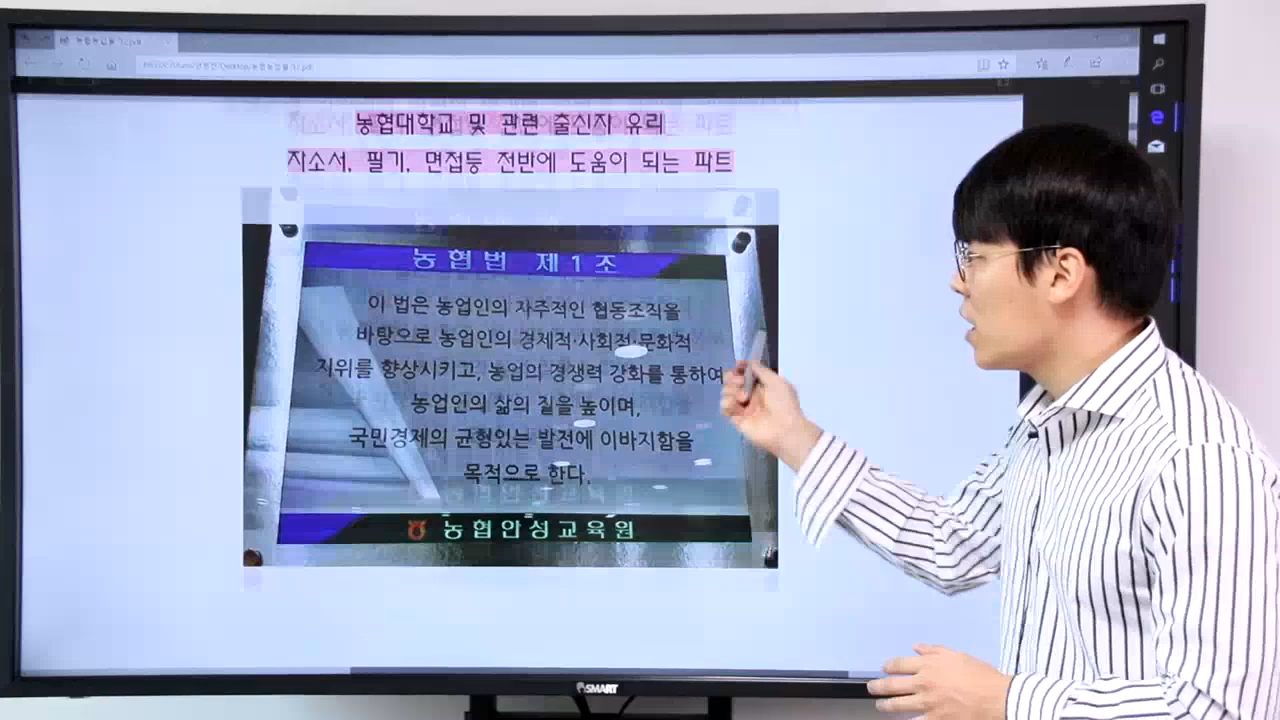 농협대학교 및 관련 출신자 유리
자소서, 필기, 면접등 전반에 도움이 되는 파트
농협법 제1조
이 법은 농업인의 자주적인 협동조직을
바탕으로 농업인의 경제적·사회적·문화적
지위를 향상시키고, 농업의 경쟁력 강화를 통하여
농업인의 삶의 질을 높이며,
국민경제의 균형있는 발전에 이바지함을
목적으로 한다.
농협안성교육원
SMART